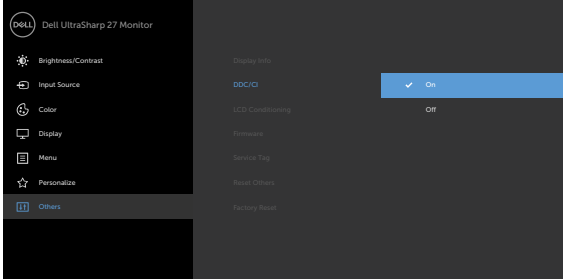 DELL Dell UltraSharp 27 Monitor
Brightness/Contrast
Input Source
Color
Display
Menu
Personalize
Others
Display Info
DDC/CI
LCD Conditioning
Firmware
Service Tag
Reset Others
Factory Reset
On
Off